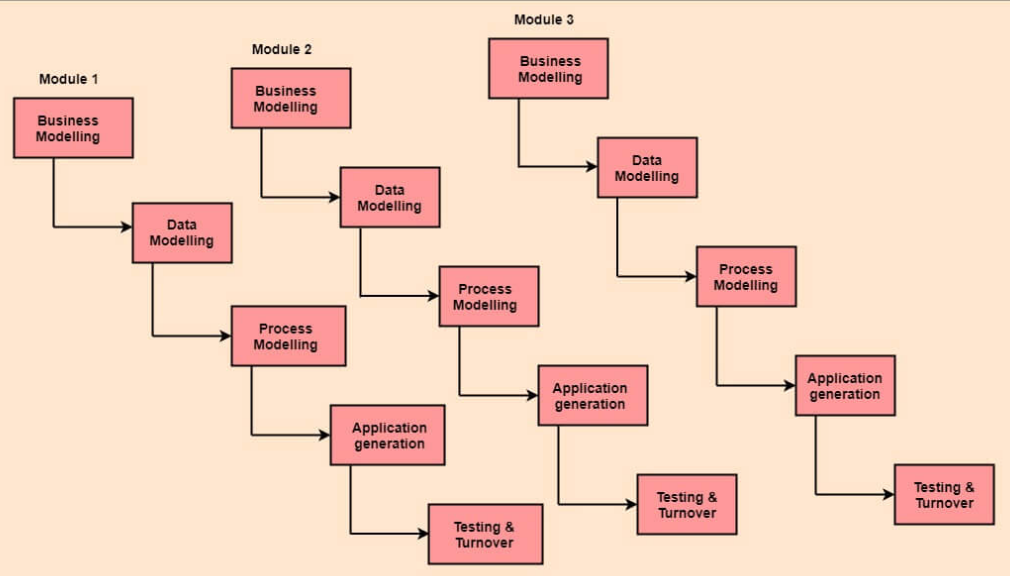 Module 1
Business
Modelling
Data
Modelling
Process
Modelling
Application
generation
Testing &
Turnover
Module 2
Business
Modelling
Data
Modelling
Process
Modelling
Application
generation
Testing &
Turnover
Module 3
Business
Modelling
Data
Modelling
Process
Modelling
Application
generation
Testing &
Turnover